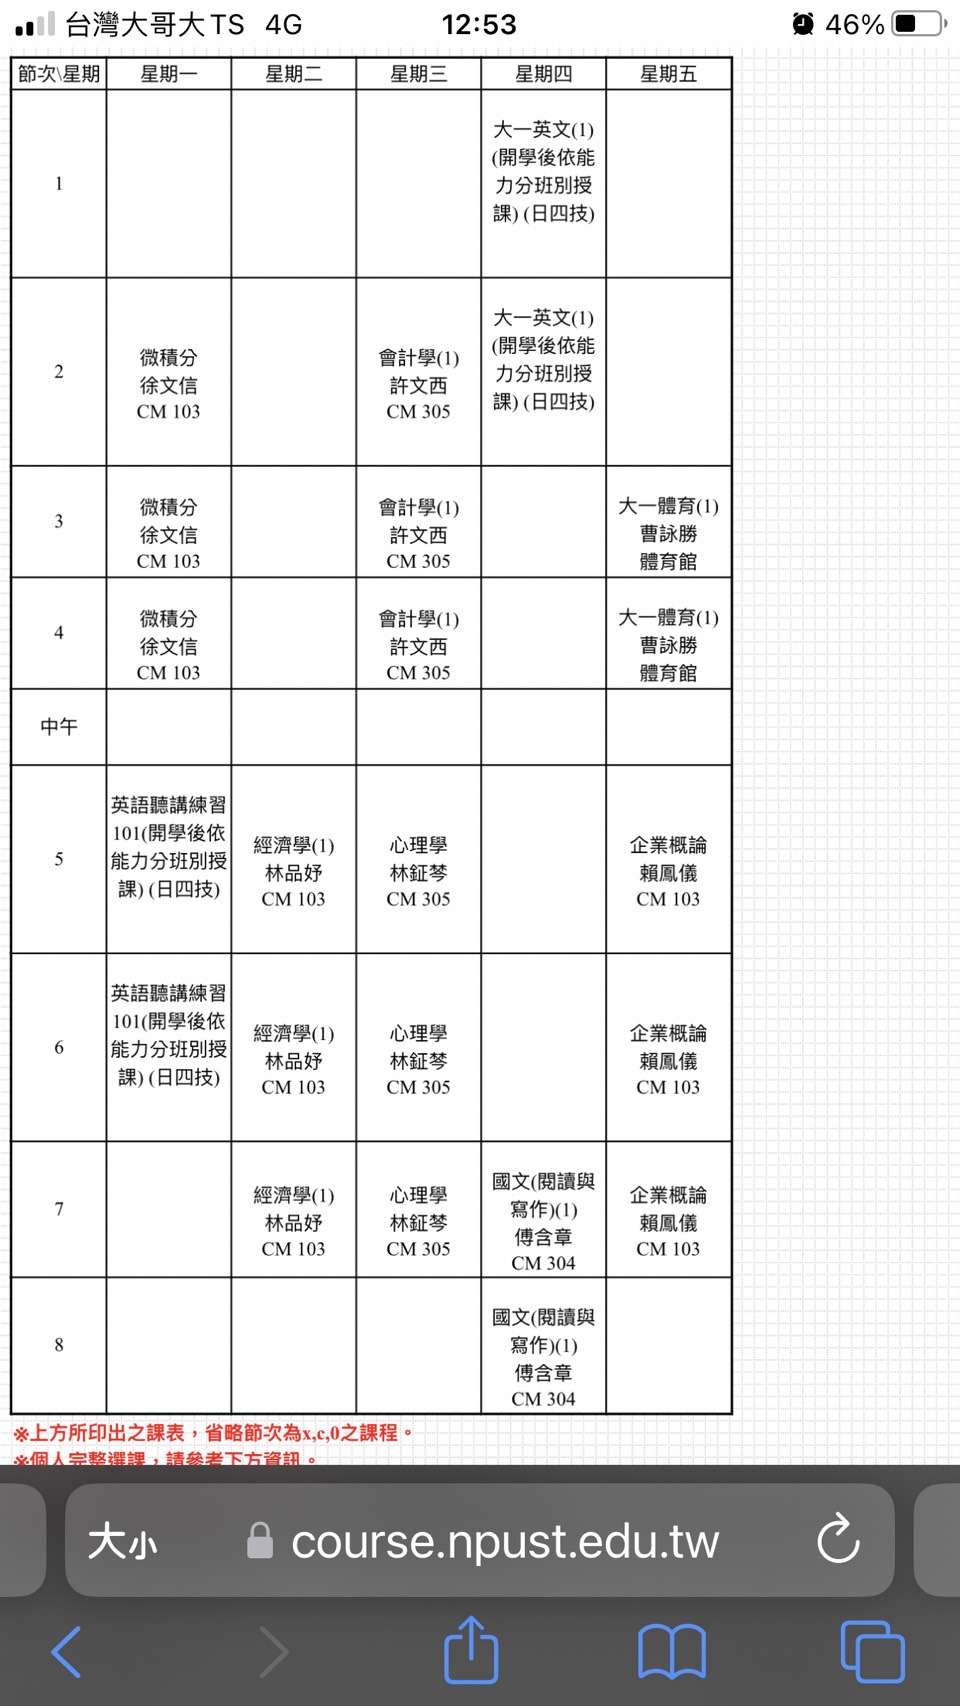 台灣大哥大 TS 4G 12:53 46%
節次\星期 星期一 星期二 星期三 星期四 星期五
1
大一英文(1)
(開學後依能
力分班別授
課) (日四技)
2
微積分
徐文信
CM 103
會計學(1)
許文西
CM 305
大一英文(1)
(開學後依能
力分班別授
課) (日四技)
3
微積分
徐文信
CM 103
會計學(1)
許文西
CM 305
大一體育(1)
曹詠勝
體育館
4
微積分
徐文信
CM 103
會計學(1)
許文西
CM 305
大一體育(1)
曹詠勝
體育館
中午
5
英語聽講練習
101(開學後依
能力分班別授
課) (日四技)
經濟學(1)
林品妤
CM 103
心理學
林鉦棽
CM 305
企業概論
賴鳳儀
CM 103
6
英語聽講練習
101(開學後依
能力分班別授
課) (日四技)
經濟學(1)
林品妤
CM 103
心理學
林鉦棽
CM 305
企業概論
賴鳳儀
CM 103
7
經濟學(1)
林品妤
CM 103
心理學
林鉦棽
CM 305
國文(閱讀與
寫作)(1)
傅含章
CM 304
企業概論
賴鳳儀
CM 103
8
國文(閱讀與
寫作)(1)
傅含章
CM 304
※上方所印出之課表，省略節次為x,c,0之課程。
※個人完整選課，請參考下方資訊。
大小 course.npust.edu.tw